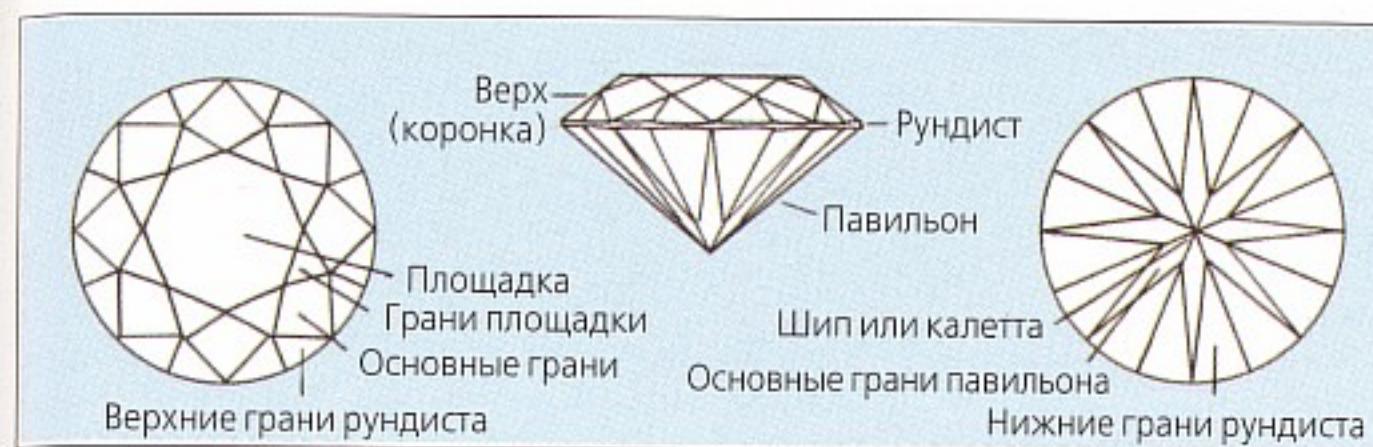 Верх
(коронка)
Рундист
Павильон
Площадка
Грани площадки
Основные грани
Верхние грани рундиста
Шип или калетта
Основные грани павильона
Нижние грани рундиста